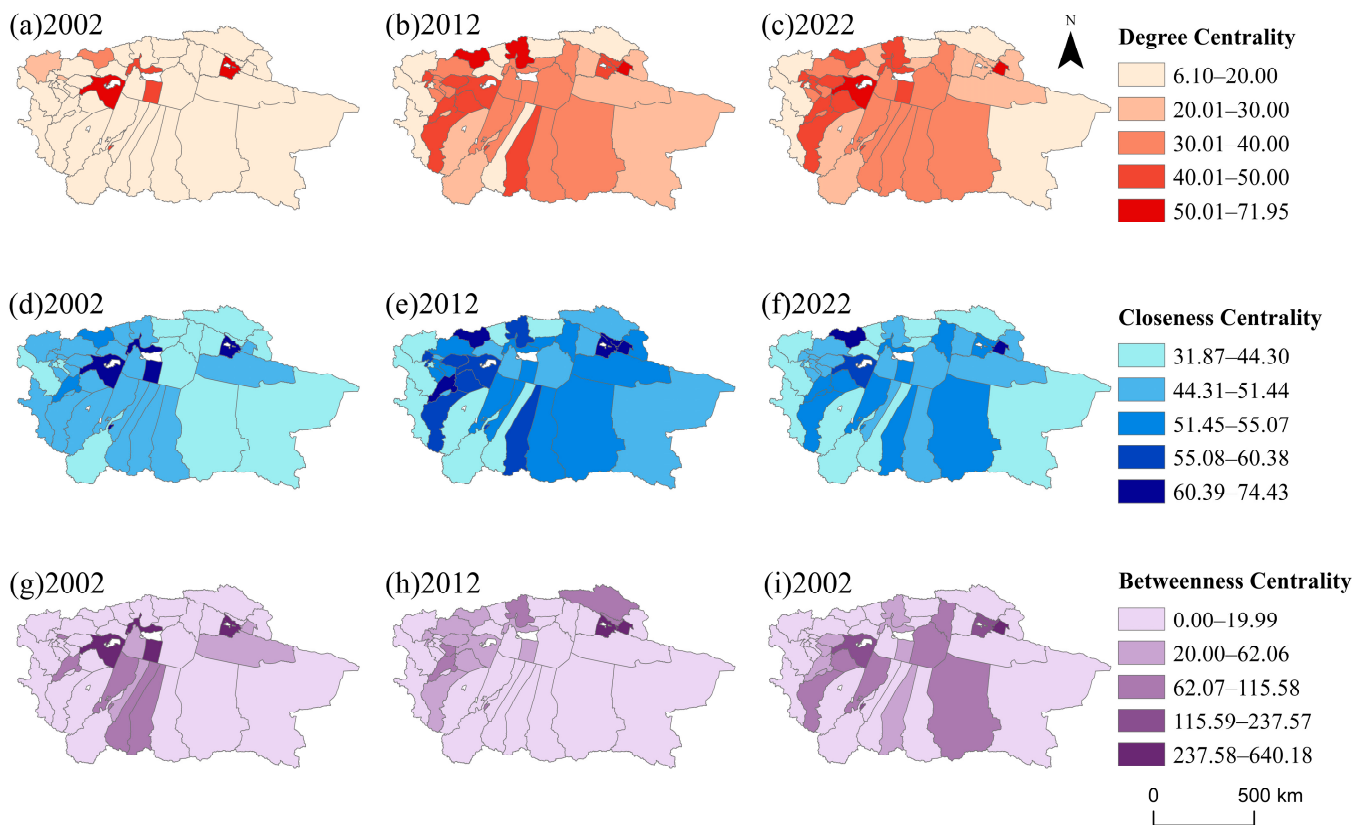 (a)2002
(b)2012
(c)2022
N
Degree Centrality
6.10–20.00
20.01–30.00
30.01–40.00
40.01–50.00
50.01–71.95
(d)2002
(e)2012
(f)2022
Closeness Centrality
31.87–44.30
44.31–51.44
51.45–55.07
55.08–60.38
60.39–74.43
(g)2002
(h)2012
(i)2002
Betweenness Centrality
0.00–19.99
20.00–62.06
62.07–115.58
115.59–237.57
237.58–640.18
0 500 km